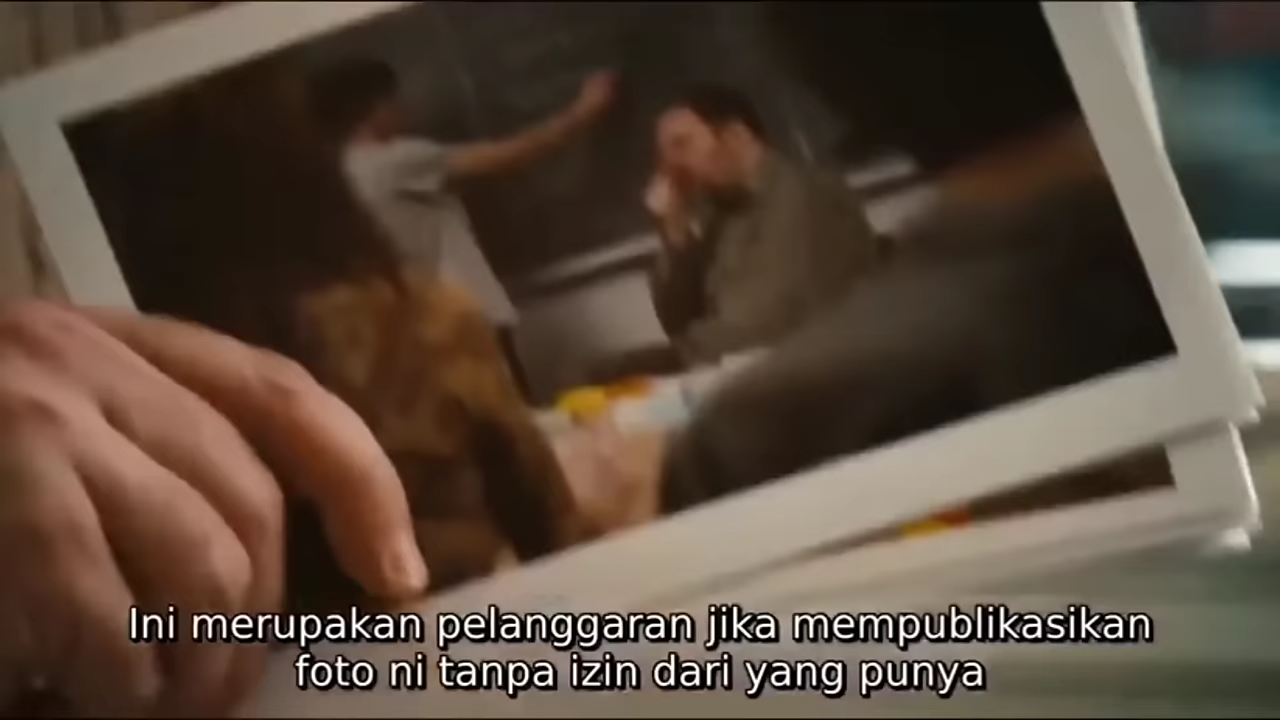 Ini merupakan pelanggaran jika mempublikasikan
foto ni tanpa izin dari yang punya